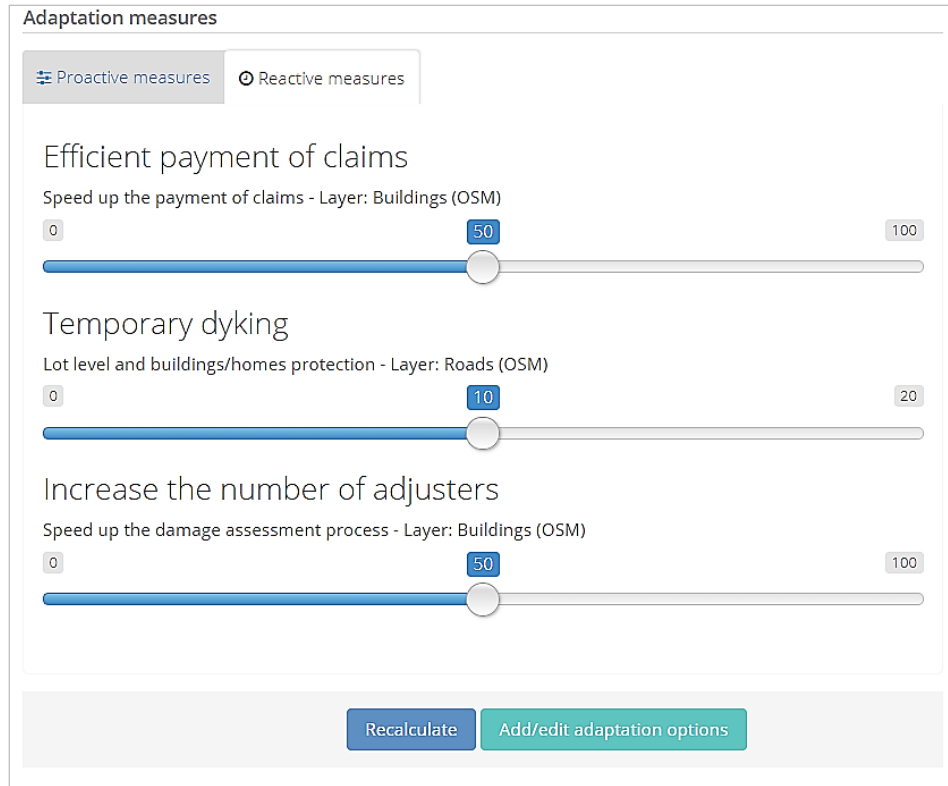 Adaptation measures
Proactive measures Reactive measures
Efficient payment of claims
Speed up the payment of claims - Layer: Buildings (OSM)
0 50 100
Temporary dyking
Lot level and buildings/homes protection - Layer: Roads (OSM)
0 10 20
Increase the number of adjusters
Speed up the damage assessment process - Layer: Buildings (OSM)
0 50 100
Recalculate Add/edit adaptation options